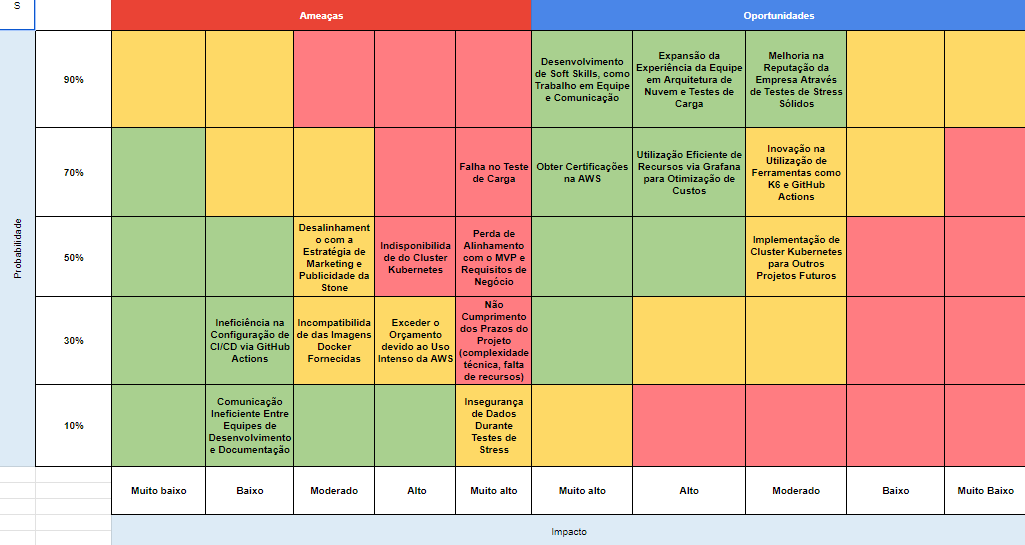 S
Ameaças
Oportunidades
Probabilidade
90%
Desenvolvimento
de Soft Skills, como
Trabalho em Equipe
e Comunicação
Expansão da
Experiência da Equipe
em Arquitetura de
Nuvem e Testes de
Carga
Melhoria na
Reputação da
Empresa Através
de Testes de Stress
Sólidos
70%
Falha no Teste
de Carga
Obter Certificações
na AWS
Utilização Eficiente de
Recursos via Grafana
para Otimização de
Custos
Inovação na
Utilização de
Ferramentas como
K6 e GitHub
Actions
50%
Desalinhament
o com a
Estratégia de
Marketing e
Publicidade da
Stone
Indisponibilida
de do Cluster
Kubernetes
Perda de
Alinhamento
com o MVP e
Requisitos de
Negócio
Implementação de
Cluster Kubernetes
para Outros
Projetos Futuros
30%
Ineficiência na
Configuração de
CI/CD via GitHub
Actions
Incompatibilida
de das Imagens
Docker
Fornecidas
Exceder o
Orçamento
devido ao Uso
Intenso da AWS
Não
Cumprimento
dos Prazos do
Projeto
(complexidade
técnica, falta
de recursos)
10%
Comunicação
Ineficiente Entre
Equipes de
Desenvolvimento
e Documentação
Insegurança
de Dados
Durante
Testes de
Stress
Muito baixo
Baixo
Moderado
Alto
Muito alto
Muito alto
Alto
Moderado
Baixo
Muito Baixo
Impacto